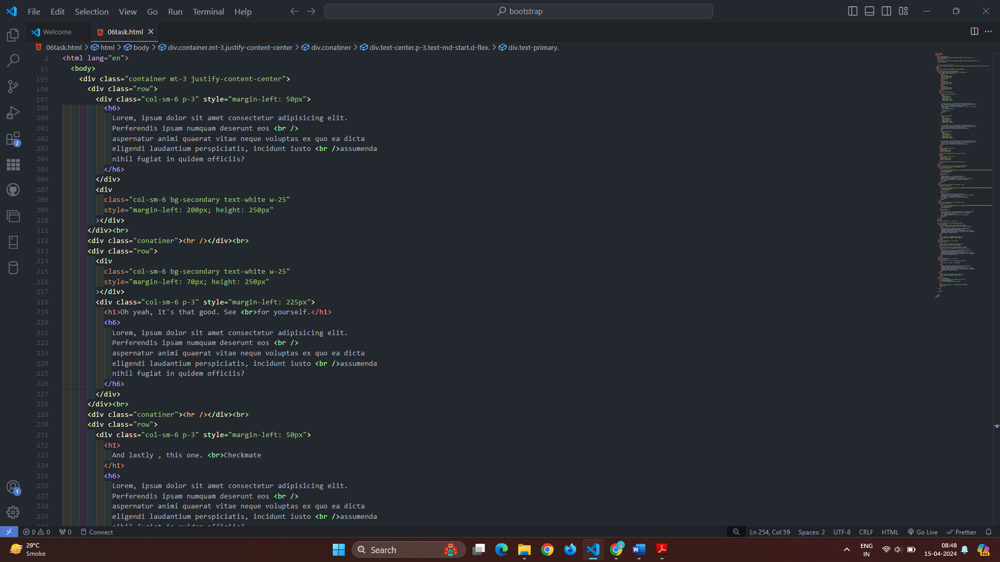 File Edit Selection View Go Run Terminal Help
bootstrap
Welcome
06task.html
06task.html > html > body > div.container.mt-3.justify-content-center > div.conatiner > div.text-center.p-3.text-md-start.d-flex. > div.text-primary.
2 <html lang="en">
15 <body>
195 <div class="container mt-3 justify-content-center">
196 <div class="row">
197 <div class="col-sm-6 p-3" style="margin-left: 50px">
199 <h6>
200 Lorem, ipsum dolor sit amet consectetur adipisicing elit.
201 Perferendis ipsam numquam deserunt eos <br />
202 aspernatur animi quaerat vitae neque voluptas ex quo ea dicta
203 eligendi laudantium perspiciatis, incidunt iusto <br />assumenda
204 nihil fugiat in quidem officiis?
205 </h6>
206 </div>
207 <div
208 class="col-sm-6 bg-secondary text-white w-25"
209 style="margin-left: 200px; height: 250px"
210 ></div>
211 </div><br>
212 <div class="conatiner"><hr /></div><br>
213 <div class="row">
214 <div
215 class="col-sm-6 bg-secondary text-white w-25"
216 style="margin-left: 70px; height: 250px"
217 ></div>
218 <div class="col-sm-6 p-3" style="margin-left: 225px">
219 <h1>Oh yeah, it's that good. See <br>for yourself.</h1>
220 <h6>
221 Lorem, ipsum dolor sit amet consectetur adipisicing elit.
222 Perferendis ipsam numquam deserunt eos <br />
223 aspernatur animi quaerat vitae neque voluptas ex quo ea dicta
224 eligendi laudantium perspiciatis, incidunt iusto <br />assumenda
225 nihil fugiat in quidem officiis?
226 </h6>
227 </div>
228 </div><br>
229 <div class="conatiner"><hr /></div><br>
230 <div class="row">
231 <div class="col-sm-6 p-3" style="margin-left: 50px">
232 <h1>
233 And lastly , this one. <br>Checkmate
234 </h1>
235 <h6>
236 Lorem, ipsum dolor sit amet consectetur adipisicing elit.
237 Perferendis ipsam numquam deserunt eos <br />
238 aspernatur animi quaerat vitae neque voluptas ex quo ea dicta
239 eligendi laudantium perspiciatis, incidunt iusto <br />assumenda
2
1
0 0 0 Connect
Ln 254, Col 59 Spaces: 2 UTF-8 CRLF HTML Go Live Prettier
29°C
Smoke
Search
ENG
IN
08:48
15-04-2024
PRE